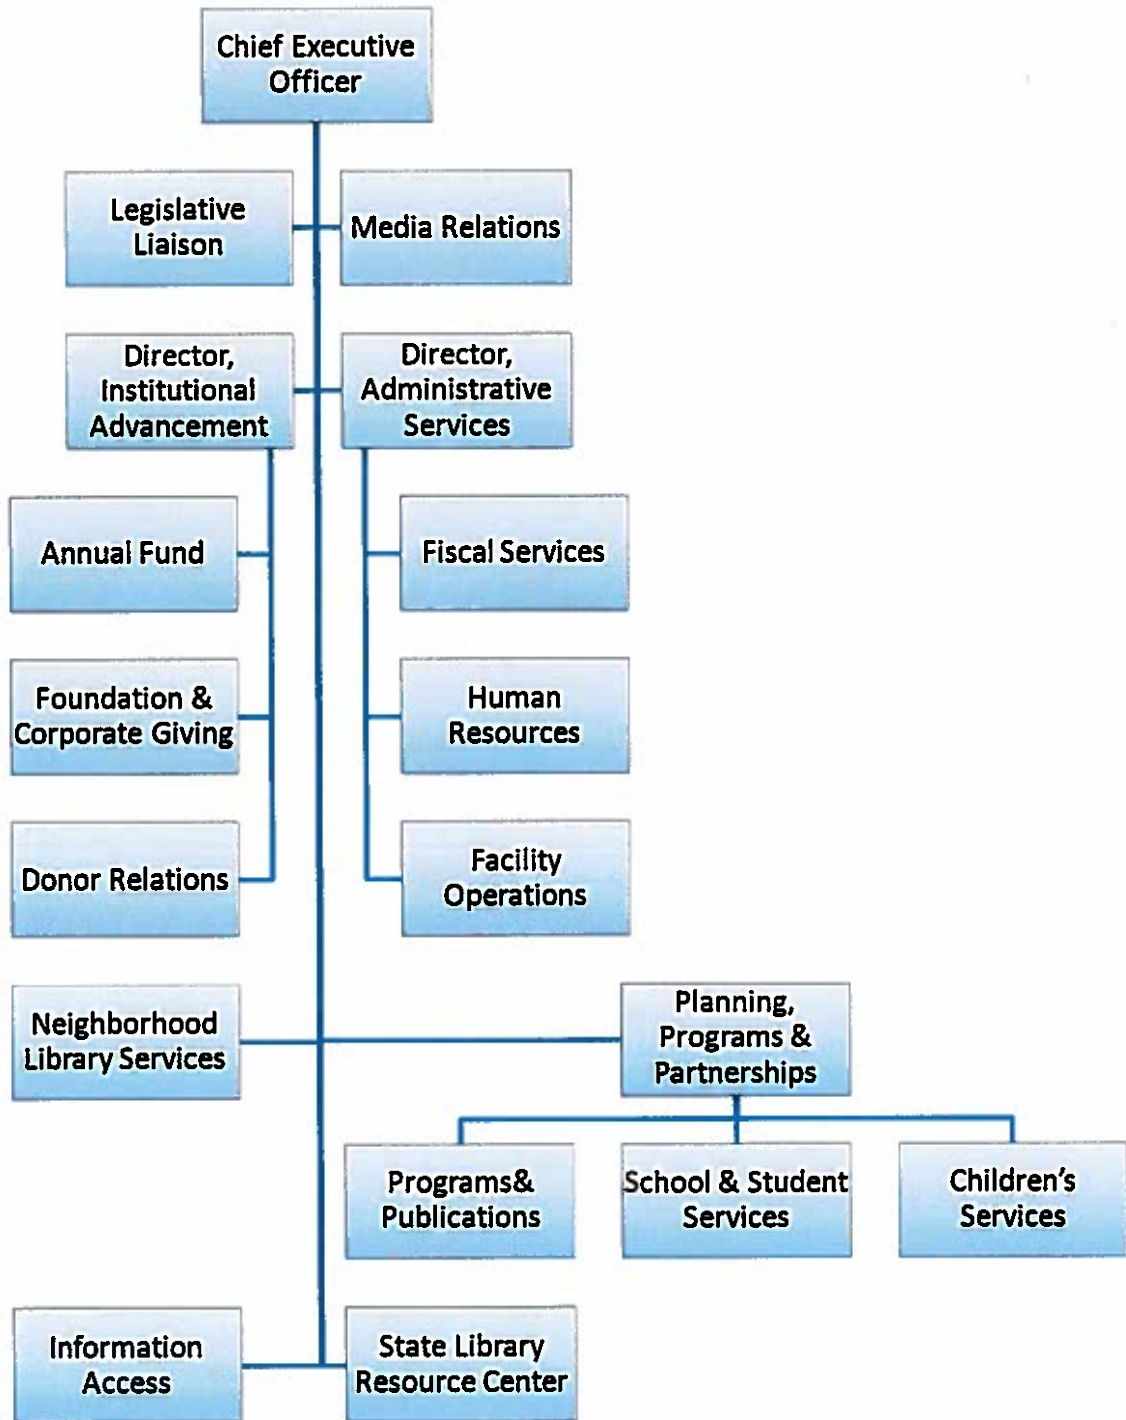 Chief Executive
Officer
Legislative
Liaison
Media Relations
Director,
Institutional
Advancement
Director,
Administrative
Services
Annual Fund
Fiscal Services
Foundation &
Corporate Giving
Human
Resources
Donor Relations
Facility
Operations
Neighborhood
Library Services
Planning,
Programs &
Partnerships
Programs&
Publications
School & Student
Services
Children's
Services
Information
Access
State Library
Resource Center